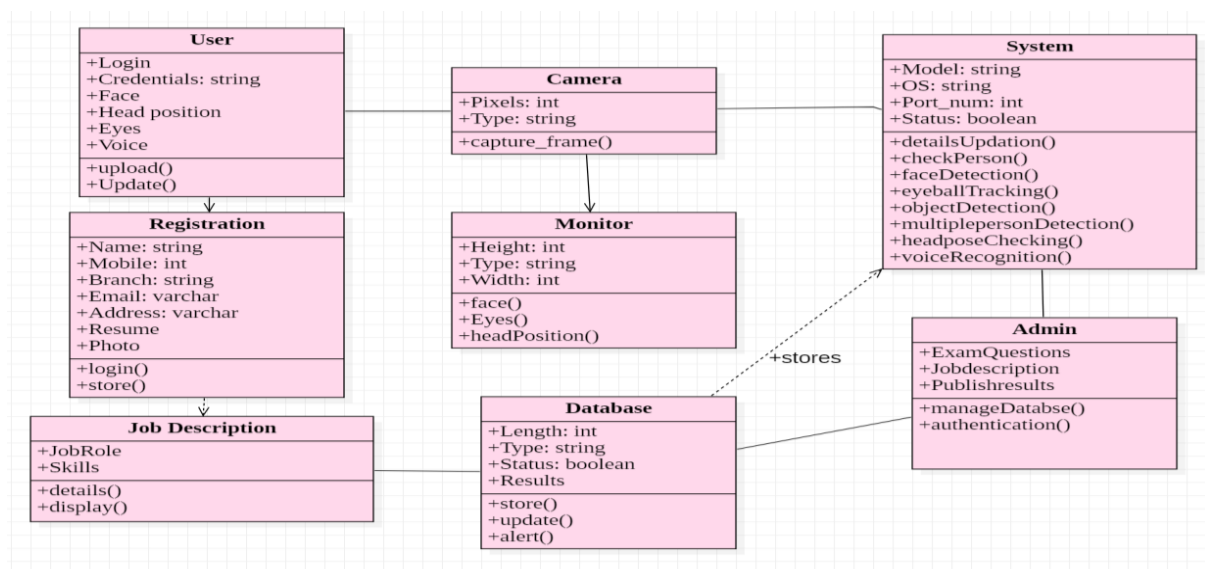 User
+Login
+Credentials: string
+Face
+Head position
+Eyes
+Voice
+upload()
+Update()
Camera
+Pixels: int
+Type: string
+capture_frame()
System
+Model: string
+OS: string
+Port_num: int
+Status: boolean
+detailsUpdation()
+checkPerson()
+faceDetection()
+eyeballTracking()
+objectDetection()
+multiplepersonDetection()
+headposeChecking()
+voiceRecognition()
Registration
+Name: string
+Mobile: int
+Branch: string
+Email: varchar
+Address: varchar
+Resume
+Photo
+login()
+store()
Monitor
+Height: int
+Type: string
+Width: int
+face()
+Eyes()
+headPosition()
+stores
Admin
+ExamQuestions
+Jobdescription
+Publishresults
+manageDatabse()
+authentication()
Job Description
+JobRole
+Skills
+details()
+display()
Database
+Length: int
+Type: string
+Status: boolean
+Results
+store()
+update()
+alert()